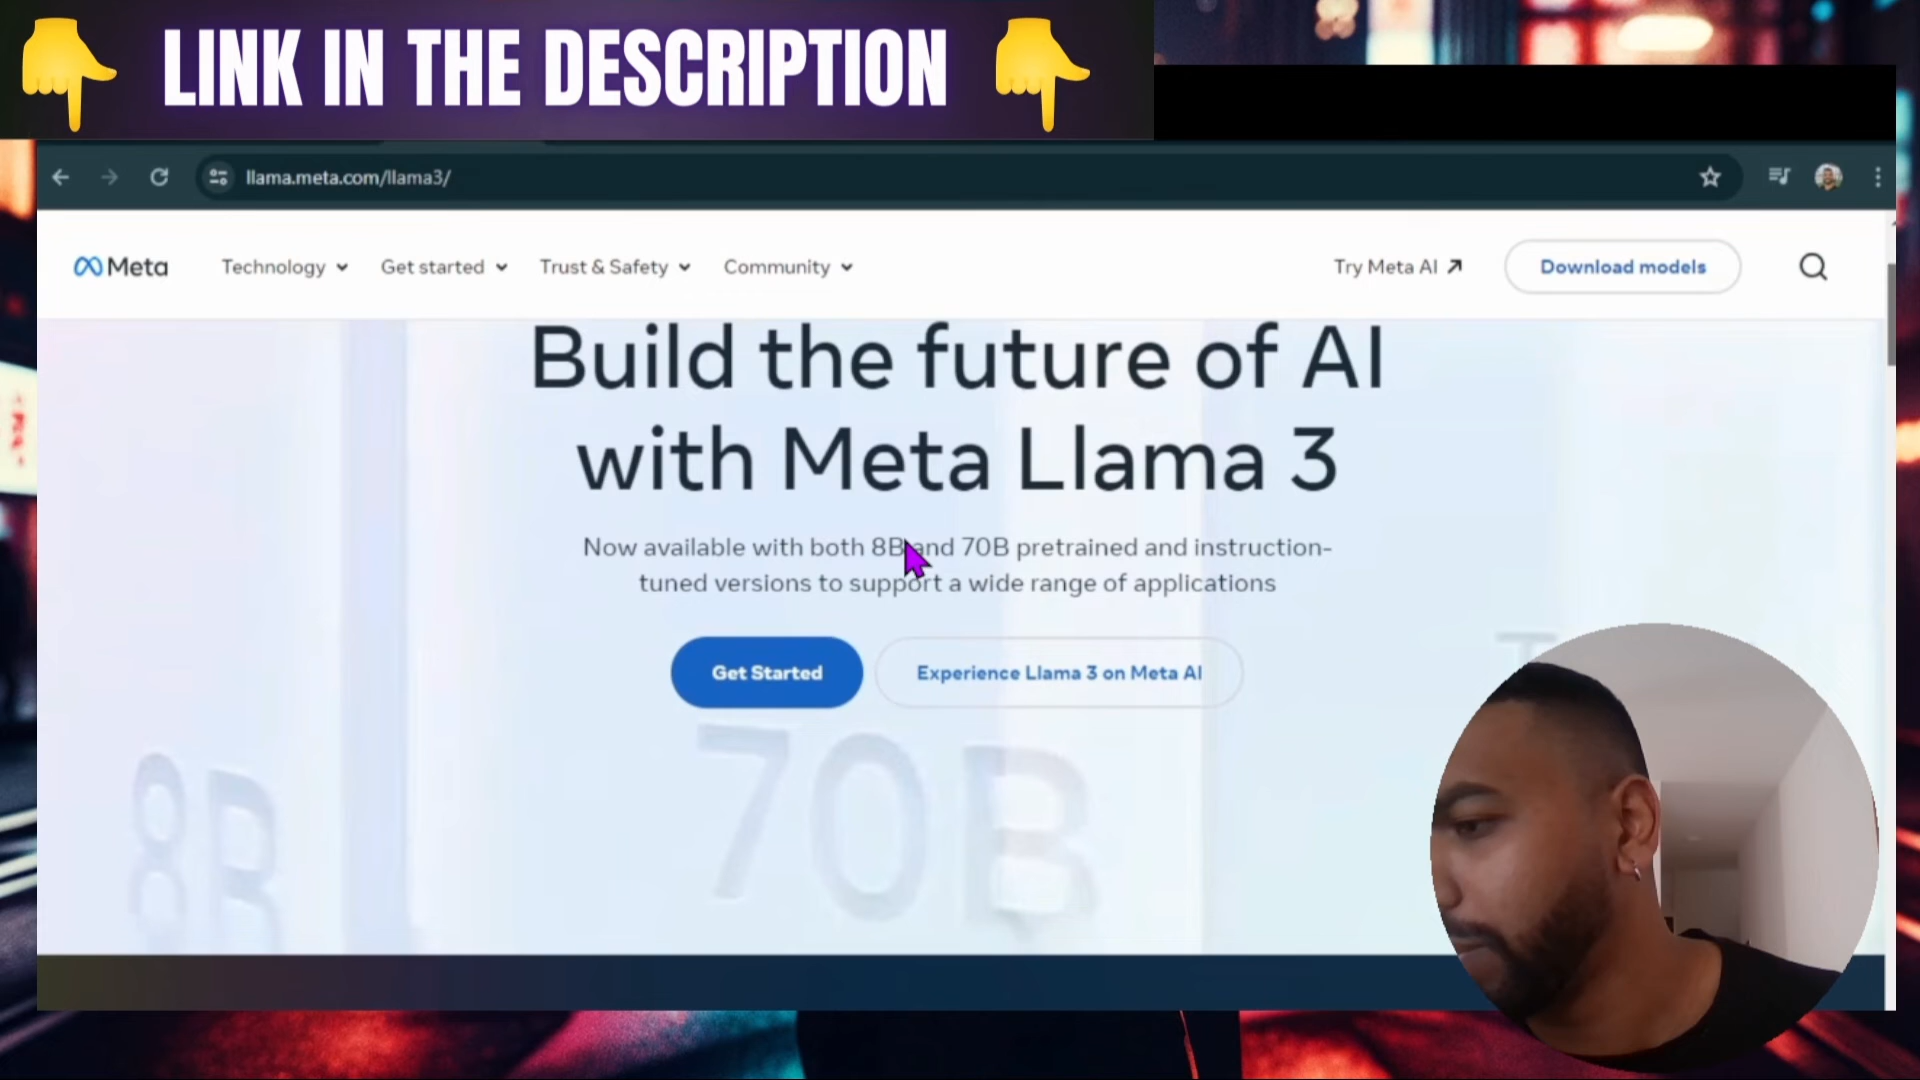 LINK IN THE DESCRIPTION
llama.meta.com/llama3/
Meta
Technology
Get started
Trust & Safety
Community
Try Meta AI
Download models
Build the future of AI
with Meta Llama 3
Now available with both 8B and 70B pretrained and instruction-
tuned versions to support a wide range of applications
Get Started
Experience Llama 3 on Meta AI
8B
70B